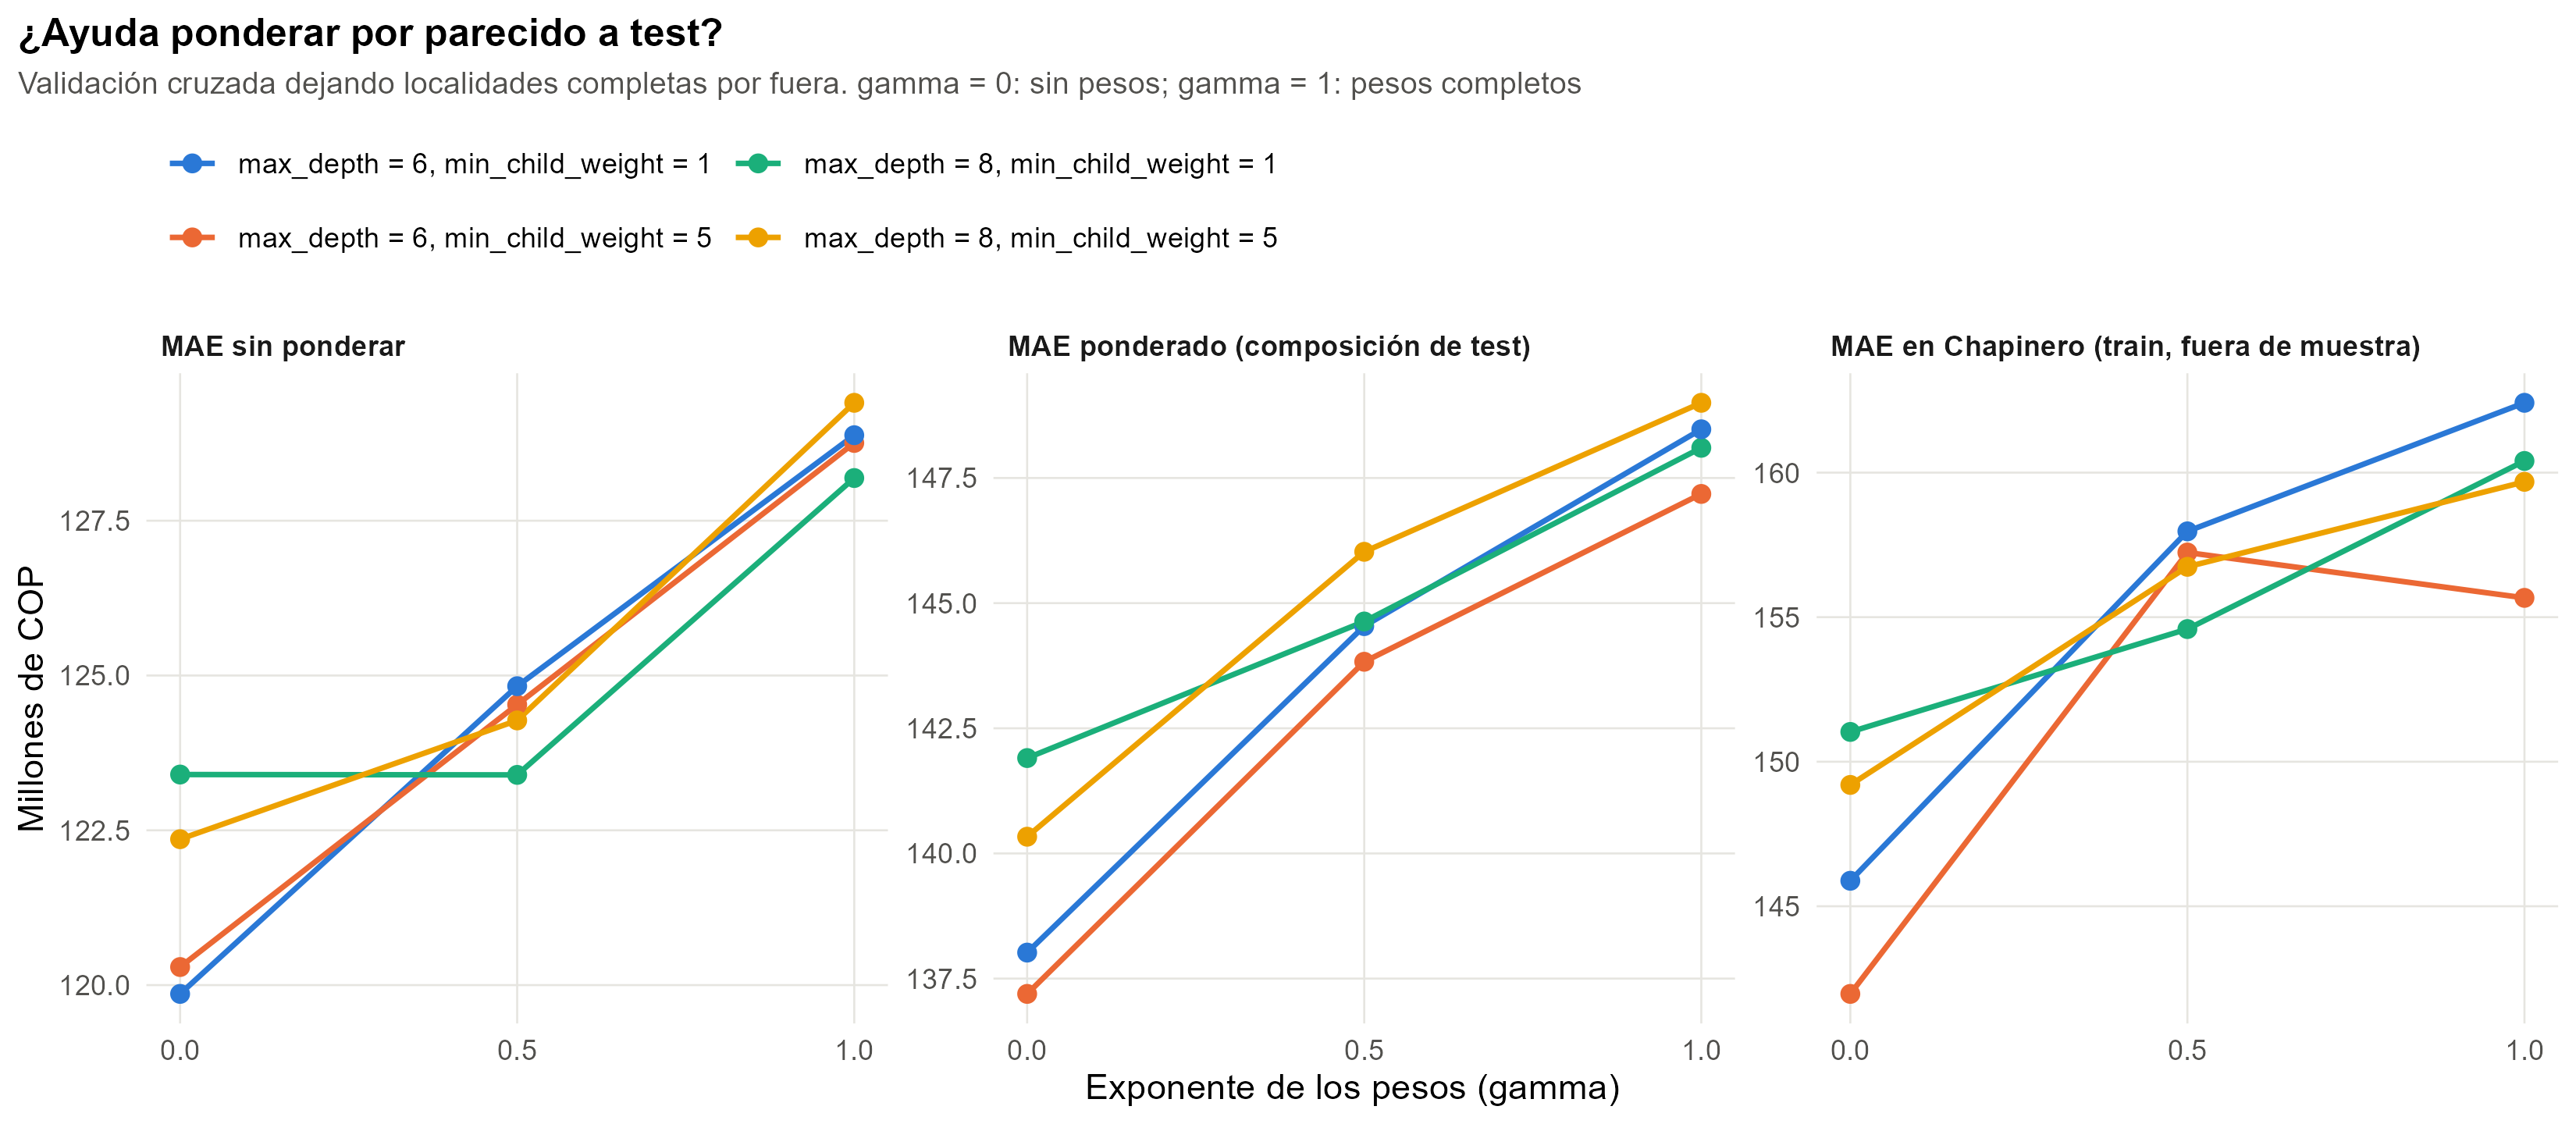 ¿Ayuda ponderar por parecido a test?
Validación cruzada dejando localidades completas por fuera. gamma = 0: sin pesos; gamma = 1: pesos completos
max_depth = 6, min_child_weight = 1
max_depth = 8, min_child_weight = 1
max_depth = 6, min_child_weight = 5
max_depth = 8, min_child_weight = 5
MAE sin ponderar
MAE ponderado (composición de test)
MAE en Chapinero (train, fuera de muestra)
Millones de COP
127.5
125.0
122.5
120.0
147.5
145.0
142.5
140.0
137.5
160
155
150
145
0.0 0.5 1.0
0.0 0.5 1.0
0.0 0.5 1.0
Exponente de los pesos (gamma)